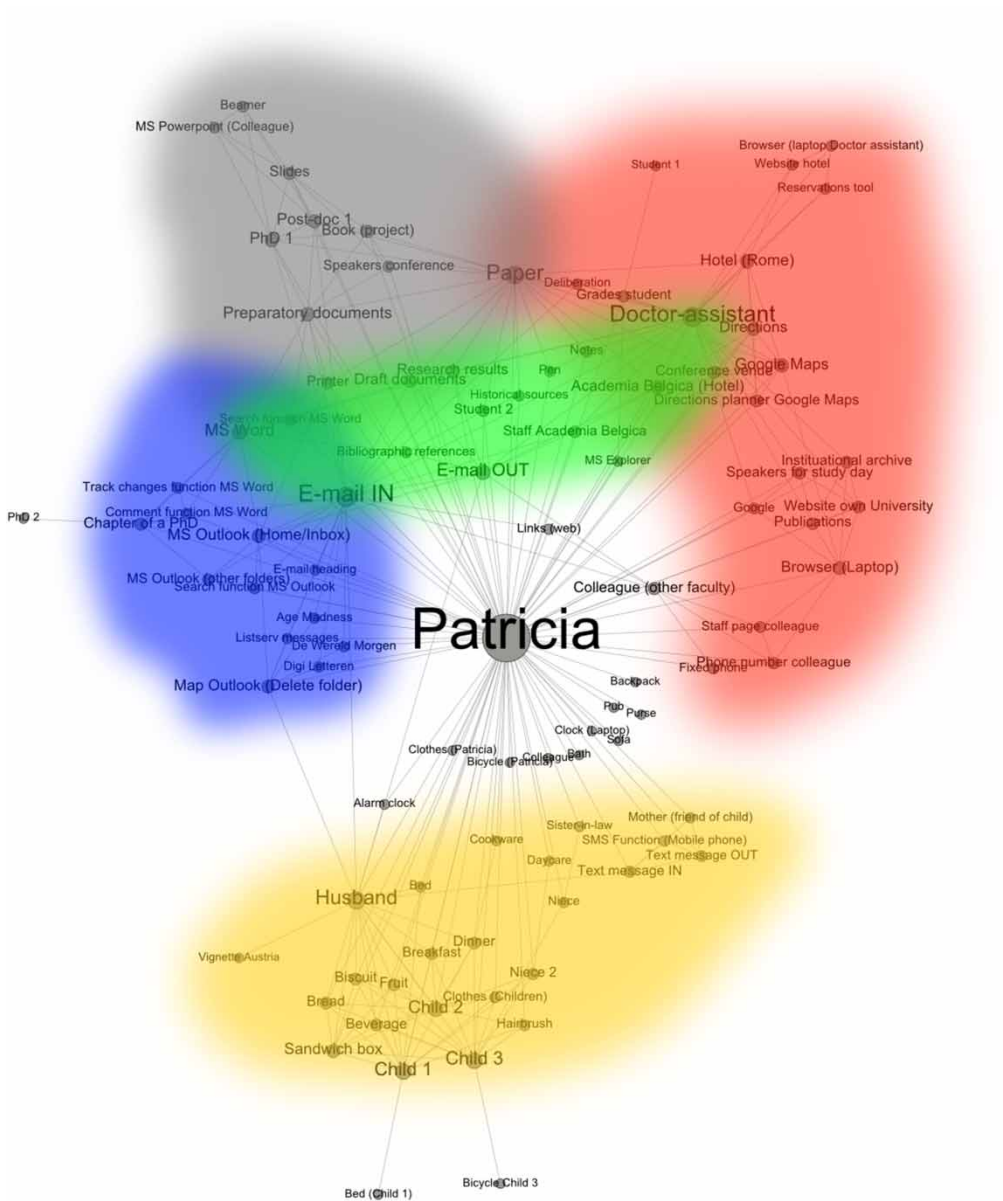 Beamer
MS Powerpoint (Colleague)
Browser (laptop Doctor assistant)
Student 1
Website hotel
Slides
Reservations tool
Post-doc 1
Book (project)
PhD 1
Hotel (Rome)
Speakers conference
Paper
Deliberation
Grades student
Preparatory documents
Doctor-assistant
Directions
Notes
Google Maps
Research results
Pen
Conference venue
Printer
Draft documents
Academia Belgica (Hotel)
Historical sources
Directions planner Google Maps
Student 2
Search function MS Word
MS Word
Staff Academia Belgica
Bibliographic references
MS Explorer
Instituational archive
E-mail OUT
Speakers for study day
Track changes function MS Word
E-mail IN
Google
Website own University
Comment function MS Word
PhD 2
Chapter of a PhD
Publications
Links (web)
MS Outlook (Home/Inbox)
E-mail heading
Browser (Laptop)
MS Outlook (other folders)
Search function MS Outlook
Colleague (other faculty)
Age Madness
Staff page colleague
Patricia
Listserv messages
De Wereld Morgen
Digi Letteren
Phone number colleague
Fixed phone
Map Outlook (Delete folder)
Backpack
Pub
Purse
Clock (Laptop)
Sofa
Clothes (Patricia)
Bath
Colleague
Bicycle (Patricia)
Alarm clock
Mother (friend of child)
Sister-in-law
Cookware
SMS Function (Mobile phone)
Text message OUT
Daycare
Text message IN
Bed
Husband
Niece
Dinner
Breakfast
Vignette Austria
Niece 2
Biscuit
Fruit
Clothes (Children)
Bread
Child 2
Beverage
Hairbrush
Sandwich box
Child 3
Child 1
Bicycle Child 3
Bed (Child 1)